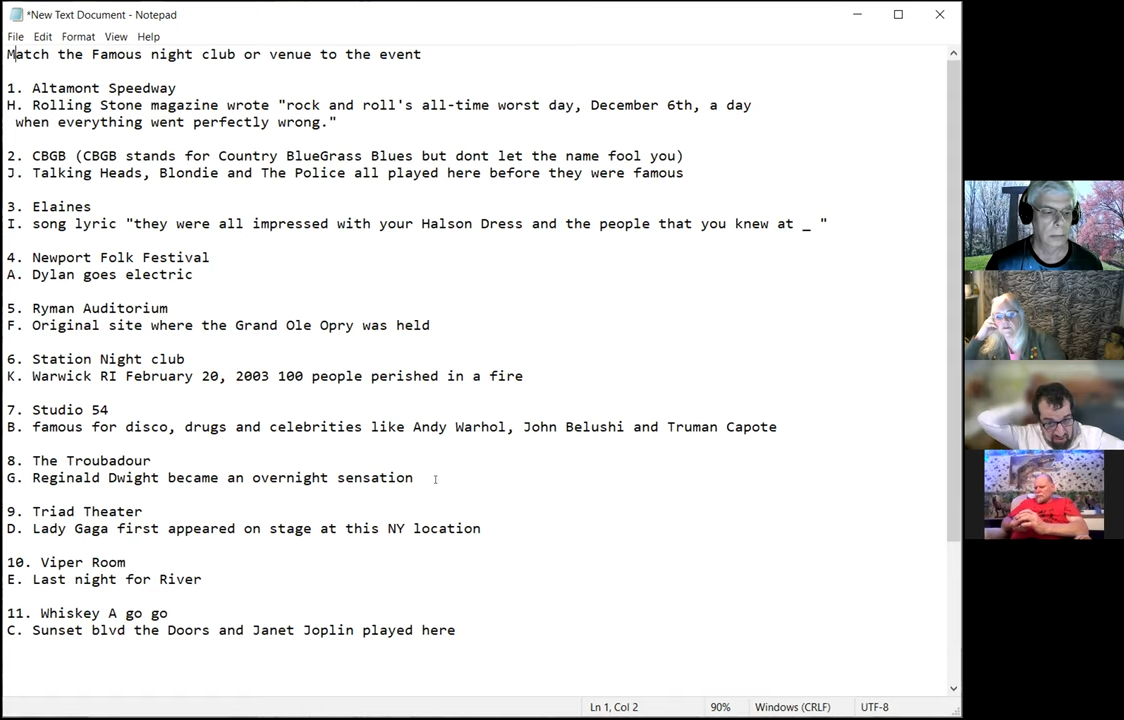 *New Text Document - Notepad
File Edit Format View Help
Match the Famous night club or venue to the event
1. Altamont Speedway
H. Rolling Stone magazine wrote "rock and roll's all-time worst day, December 6th, a day
when everything went perfectly wrong."
2. CBGB (CBGB stands for Country BlueGrass Blues but dont let the name fool you)
J. Talking Heads, Blondie and The Police all played here before they were famous
3. Elaines
I. song lyric "they were all impressed with your Halson Dress and the people that you knew at _ "
4. Newport Folk Festival
A. Dylan goes electric
5. Ryman Auditorium
F. Original site where the Grand Ole Opry was held
6. Station Night club
K. Warwick RI February 20, 2003 100 people perished in a fire
7. Studio 54
B. famous for disco, drugs and celebrities like Andy Warhol, John Belushi and Truman Capote
8. The Troubadour
G. Reginald Dwight became an overnight sensation
9. Triad Theater
D. Lady Gaga first appeared on stage at this NY location
10. Viper Room
E. Last night for River
11. Whiskey A go go
C. Sunset blvd the Doors and Janet Joplin played here
Ln 1, Col 2 90% Windows (CRLF) UTF-8